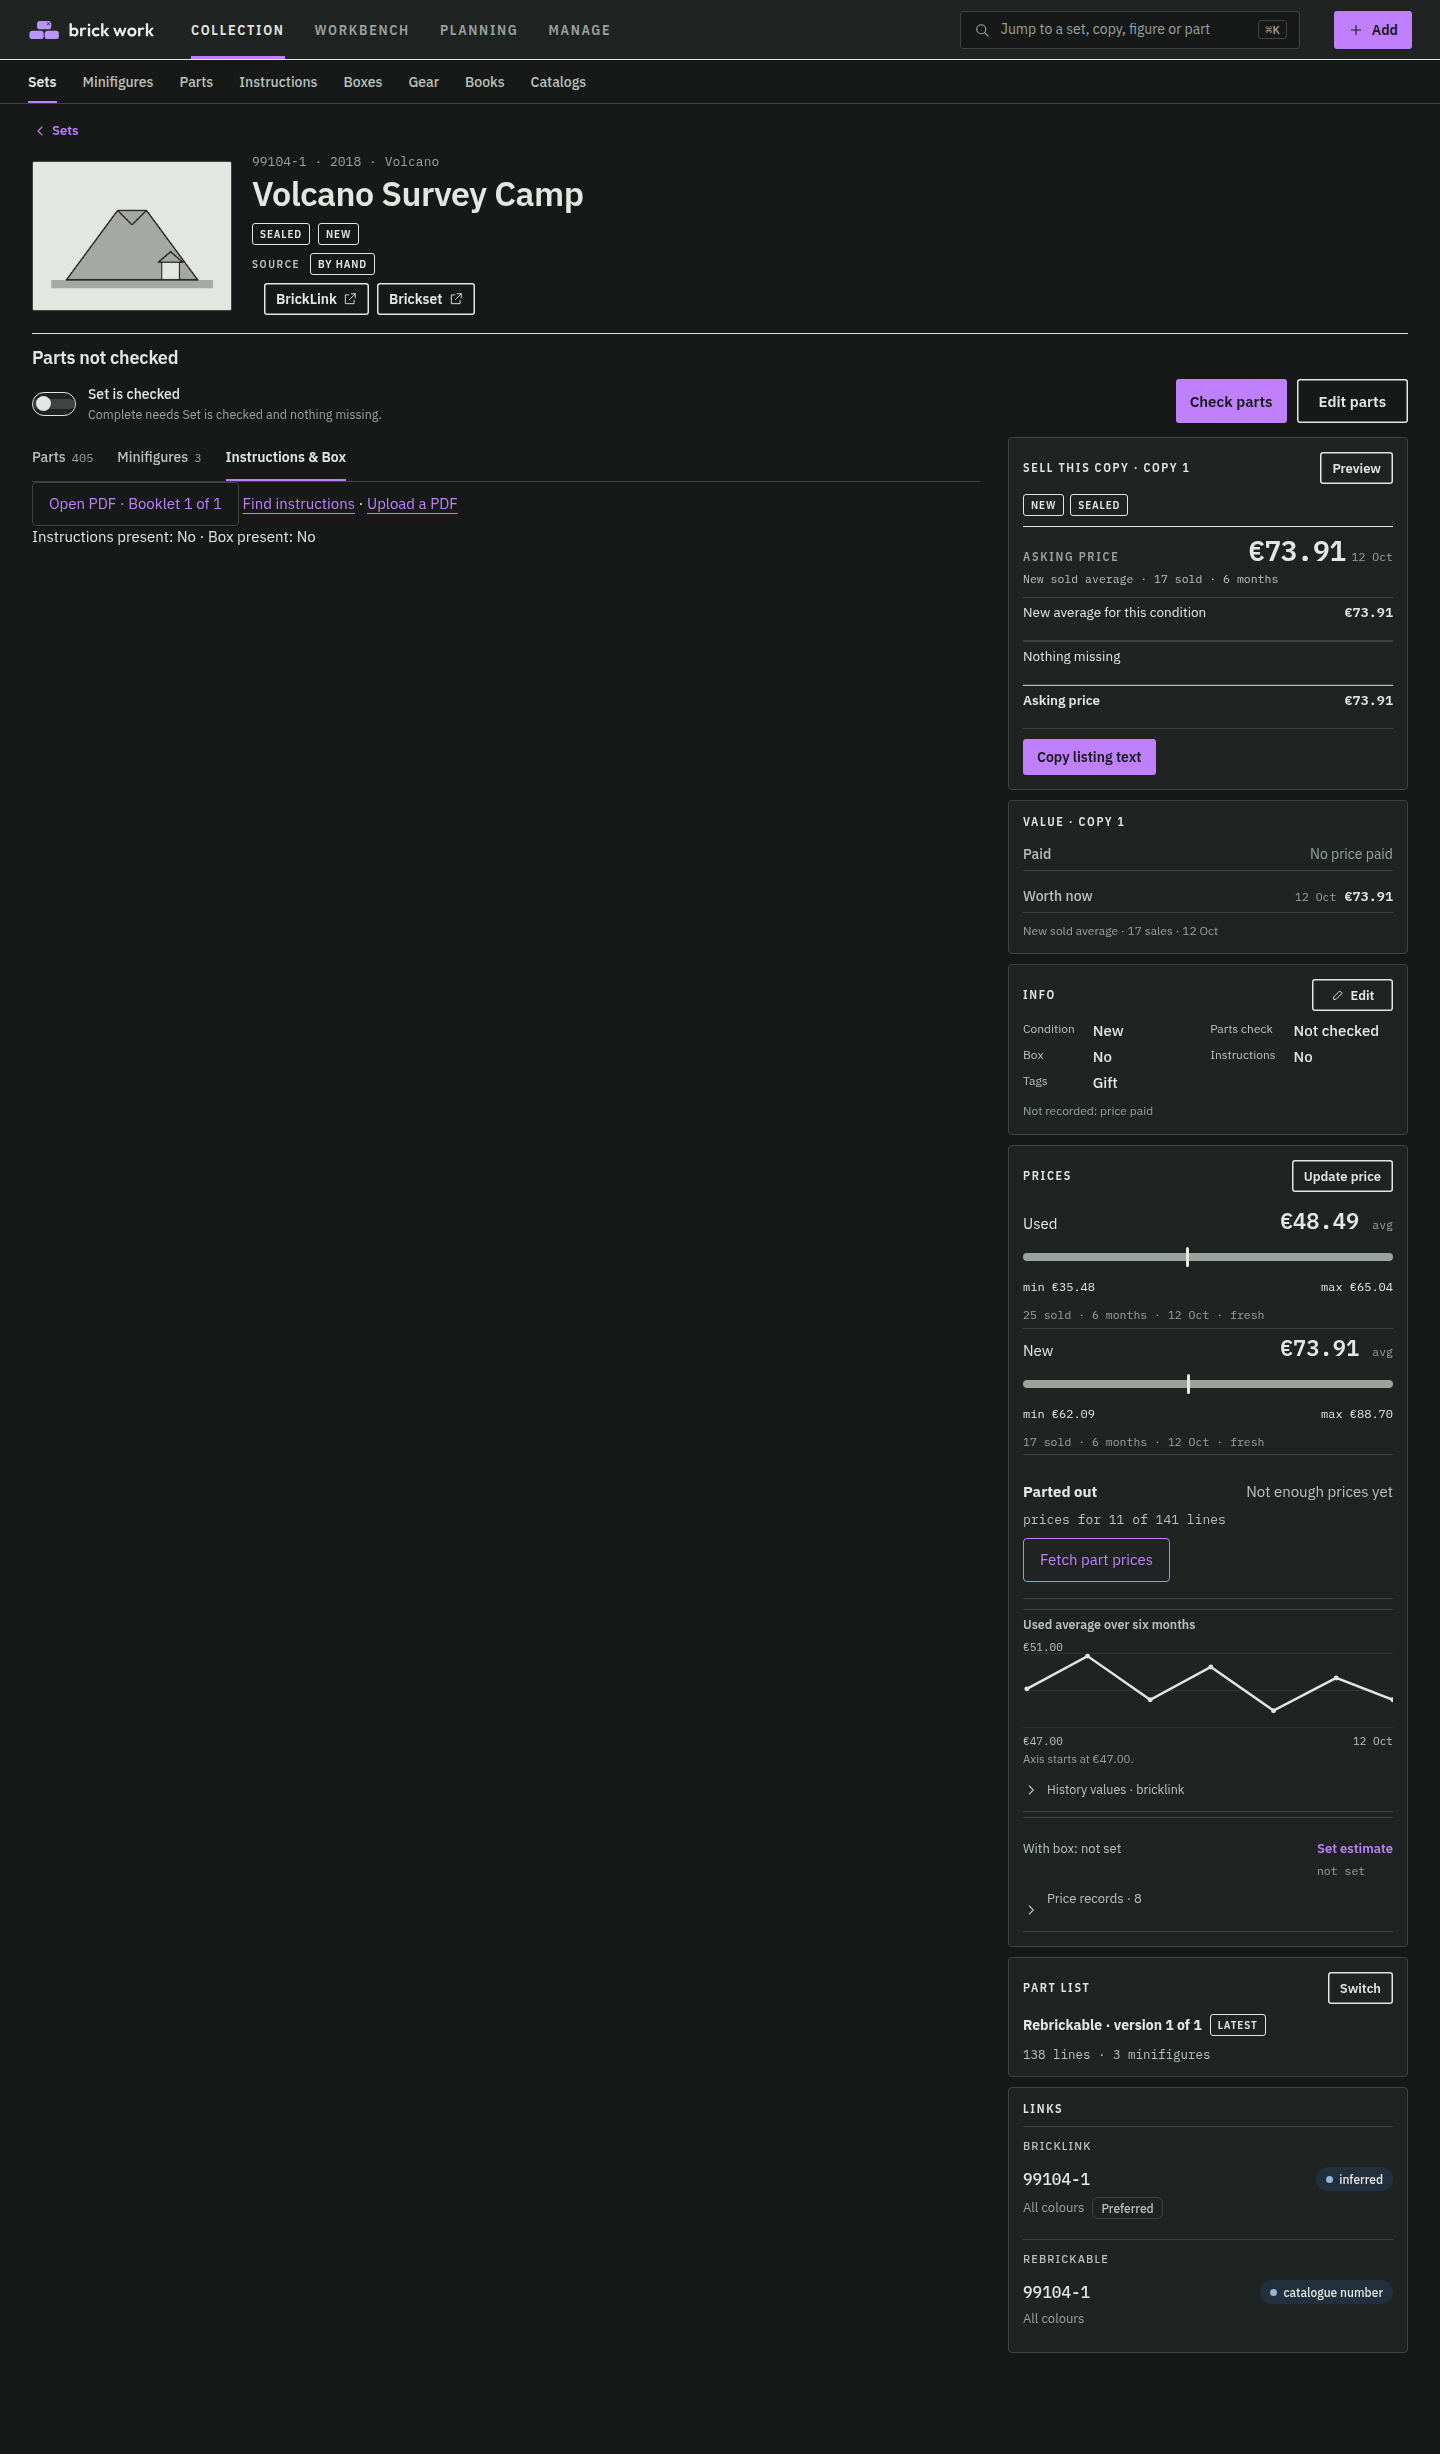 brick work
COLLECTION WORKBENCH PLANNING MANAGE
Jump to a set, copy, figure or part ⌘K
+ Add
Sets Minifigures Parts Instructions Boxes Gear Books Catalogs
Sets
99104-1 · 2018 · Volcano
Volcano Survey Camp
SEALED NEW
SOURCE BY HAND
BrickLink Brickset
Parts not checked
Set is checked
Complete needs Set is checked and nothing missing.
Check parts Edit parts
Parts 405 Minifigures 3 Instructions & Box
Open PDF · Booklet 1 of 1 Find instructions · Upload a PDF
Instructions present: No · Box present: No
SELL THIS COPY · COPY 1 Preview
NEW SEALED
ASKING PRICE €73.91 12 Oct
New sold average · 17 sold · 6 months
New average for this condition €73.91
Nothing missing
Asking price €73.91
Copy listing text
VALUE · COPY 1
Paid No price paid
Worth now 12 Oct €73.91
New sold average · 17 sales · 12 Oct
INFO Edit
Condition New Parts check Not checked
Box No Instructions No
Tags Gift
Not recorded: price paid
PRICES Update price
Used €48.49 avg
min €35.48 max €65.04
25 sold · 6 months · 12 Oct · fresh
New €73.91 avg
min €62.09 max €88.70
17 sold · 6 months · 12 Oct · fresh
Parted out Not enough prices yet
prices for 11 of 141 lines
Fetch part prices
Used average over six months
€51.00
€47.00 12 Oct
Axis starts at €47.00.
History values · bricklink
With box: not set Set estimate
not set
Price records · 8
PART LIST Switch
Rebrickable · version 1 of 1 LATEST
138 lines · 3 minifigures
LINKS
BRICKLINK
99104-1 inferred
All colours Preferred
REBRICKABLE
99104-1 catalogue number
All colours